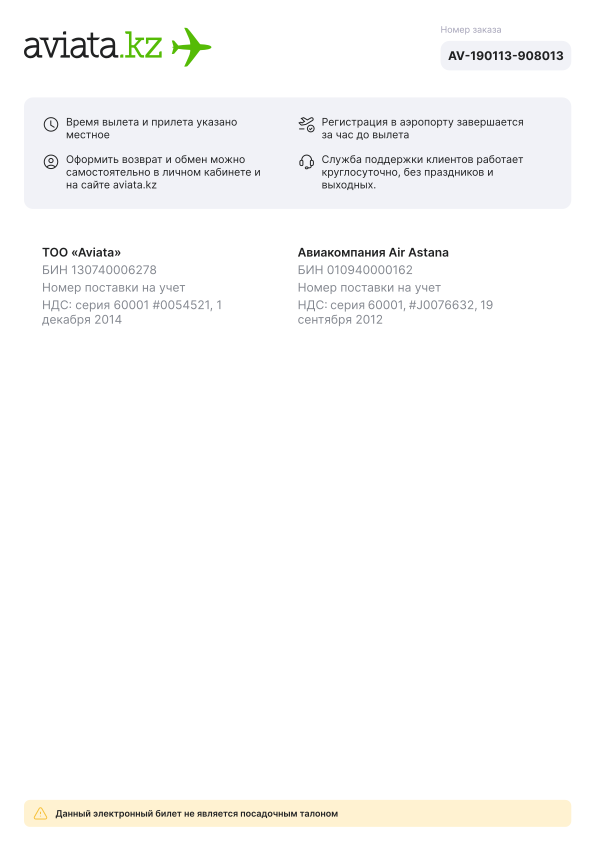 aviata.kz
Номер заказа
AV-190113-908013
Время вылета и прилета указано
местное
Регистрация в аэропорту завершается
за час до вылета
Оформить возврат и обмен можно
самостоятельно в личном кабинете и
на сайте aviata.kz
Служба поддержки клиентов работает
круглосуточно, без праздников и
выходных.
ТОО «Aviata»
БИН 130740006278
Номер поставки на учет
НДС: серия 60001 #0054521, 1
декабря 2014
Авиакомпания Air Astana
БИН 010940000162
Номер поставки на учет
НДС: серия 60001, #J0076632, 19
сентября 2012
Данный электронный билет не является посадочным талоном